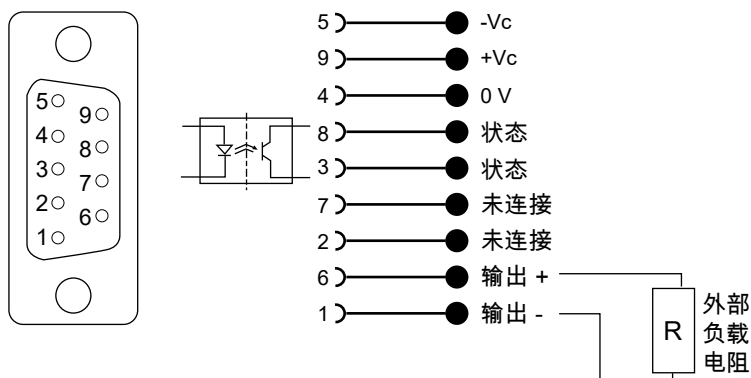 5 -Vc
9 +Vc
4 0 V
8 状态
3 状态
7 未连接
2 未连接
6 输出 +
1 输出 -
5
9
4
8
3
7
2
6
1
R
外部
负载
电阻